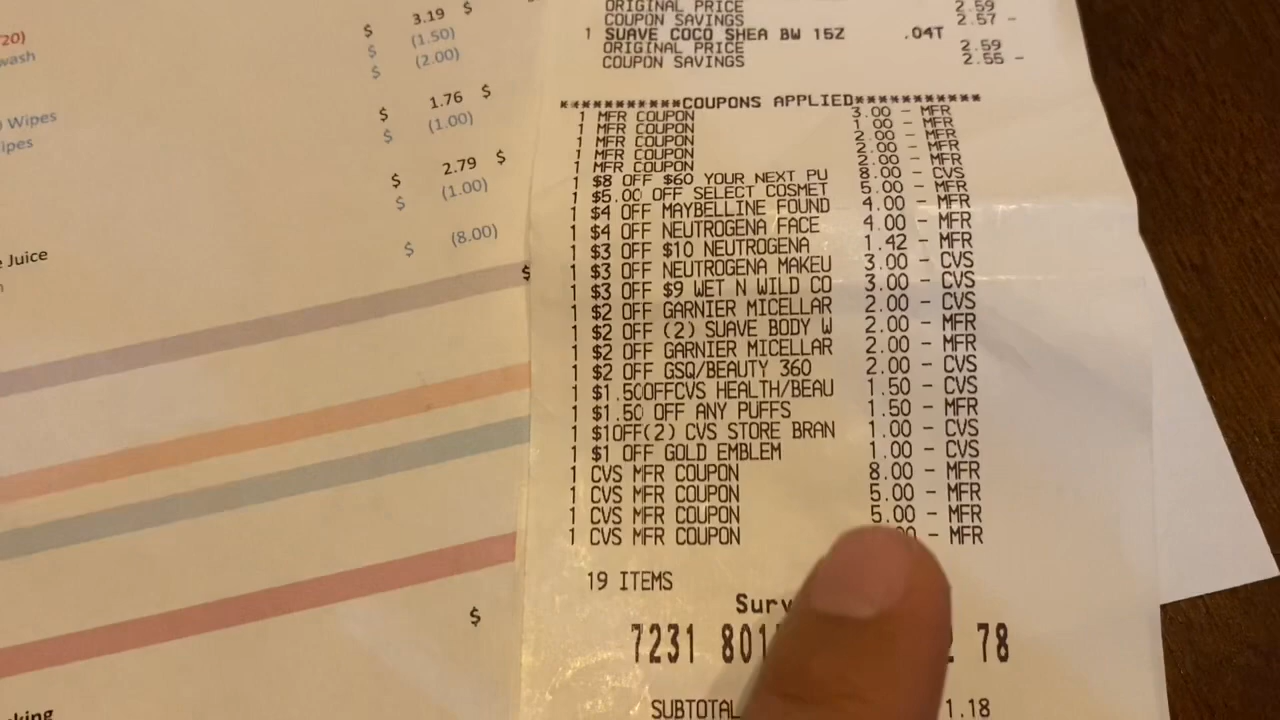 $ 3.19 $
/20) $ (1.50)
wash $ (2.00)
$ 1.76 $
Wipes $ (1.00)
ipes
$ 2.79 $
$ (1.00)
$ (8.00)
e Juice
$
$
king
ORIGINAL PRICE 2.59
COUPON SAVINGS 2.57 -
1 SUAVE COCO SHEA BW 15Z .04T
ORIGINAL PRICE 2.59
COUPON SAVINGS 2.55 -
***********COUPONS APPLIED***********
1 MFR COUPON 3.00 - MFR
1 MFR COUPON 1.00 - MFR
1 MFR COUPON 2.00 - MFR
1 MFR COUPON 2.00 - MFR
1 MFR COUPON 2.00 - MFR
1 $8 OFF $60 YOUR NEXT PU 8.00 - CVS
1 $5.00 OFF SELECT COSMET 5.00 - MFR
1 $4 OFF MAYBELLINE FOUND 4.00 - MFR
1 $4 OFF NEUTROGENA FACE 4.00 - MFR
1 $3 OFF $10 NEUTROGENA 1.42 - MFR
1 $3 OFF NEUTROGENA MAKEU 3.00 - CVS
1 $3 OFF $9 WET N WILD CO 3.00 - CVS
1 $2 OFF GARNIER MICELLAR 2.00 - CVS
1 $2 OFF (2) SUAVE BODY W 2.00 - MFR
1 $2 OFF GARNIER MICELLAR 2.00 - MFR
1 $2 OFF GSQ/BEAUTY 360 2.00 - CVS
1 $1.50OFFCVS HEALTH/BEAU 1.50 - CVS
1 $1.50 OFF ANY PUFFS 1.50 - MFR
1 $1OFF(2) CVS STORE BRAN 1.00 - CVS
1 $1 OFF GOLD EMBLEM 1.00 - CVS
1 CVS MFR COUPON 8.00 - MFR
1 CVS MFR COUPON 5.00 - MFR
1 CVS MFR COUPON 5.00 - MFR
1 CVS MFR COUPON - MFR
19 ITEMS
Surv
7231 801 78
SUBTOTAL 1.18